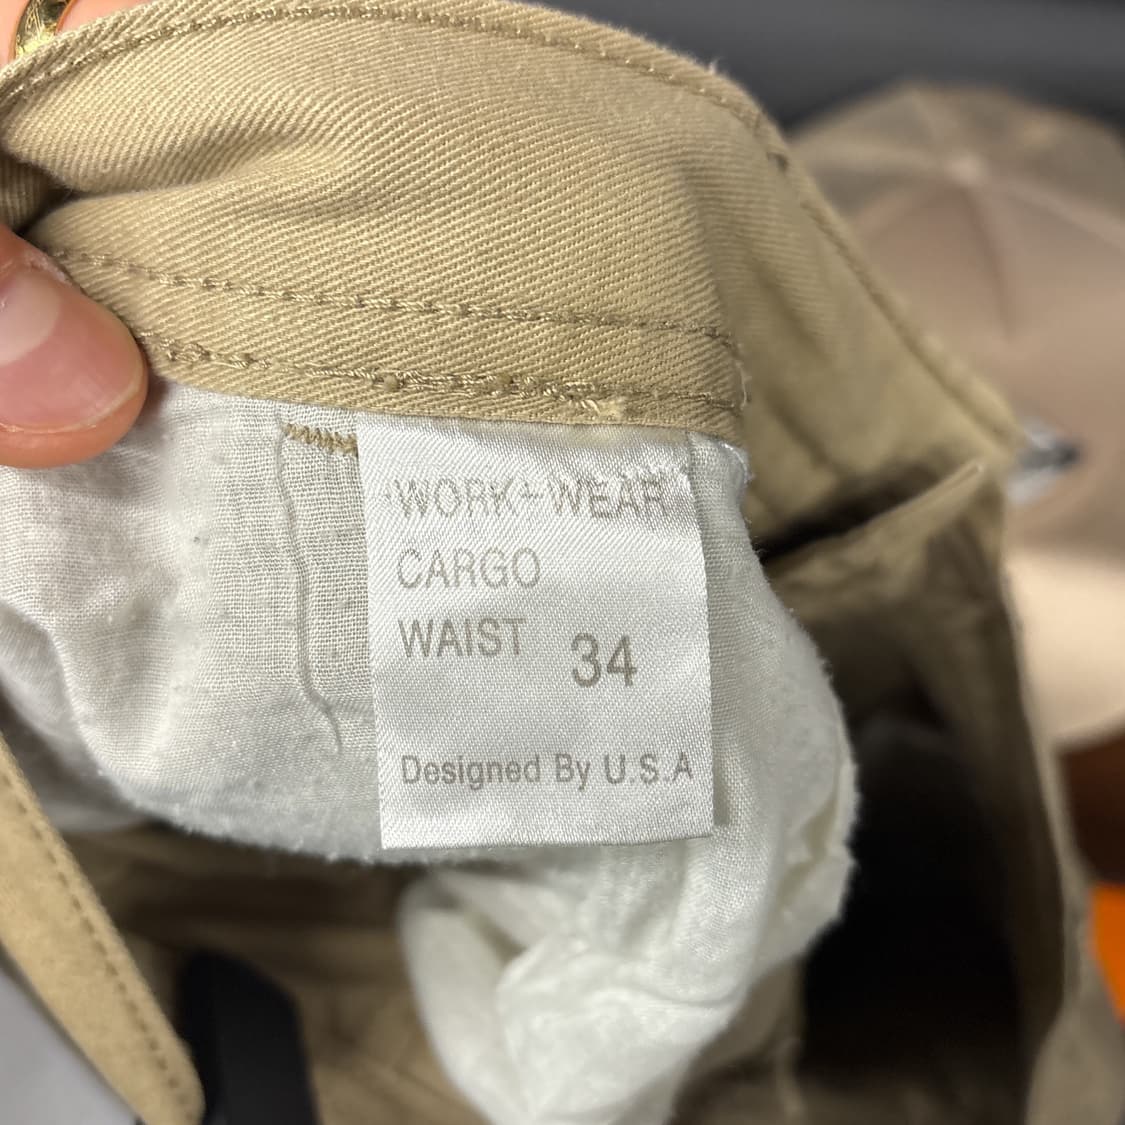 WORK-WEAR
CARGO
WAIST 34
Designed By U.S.A